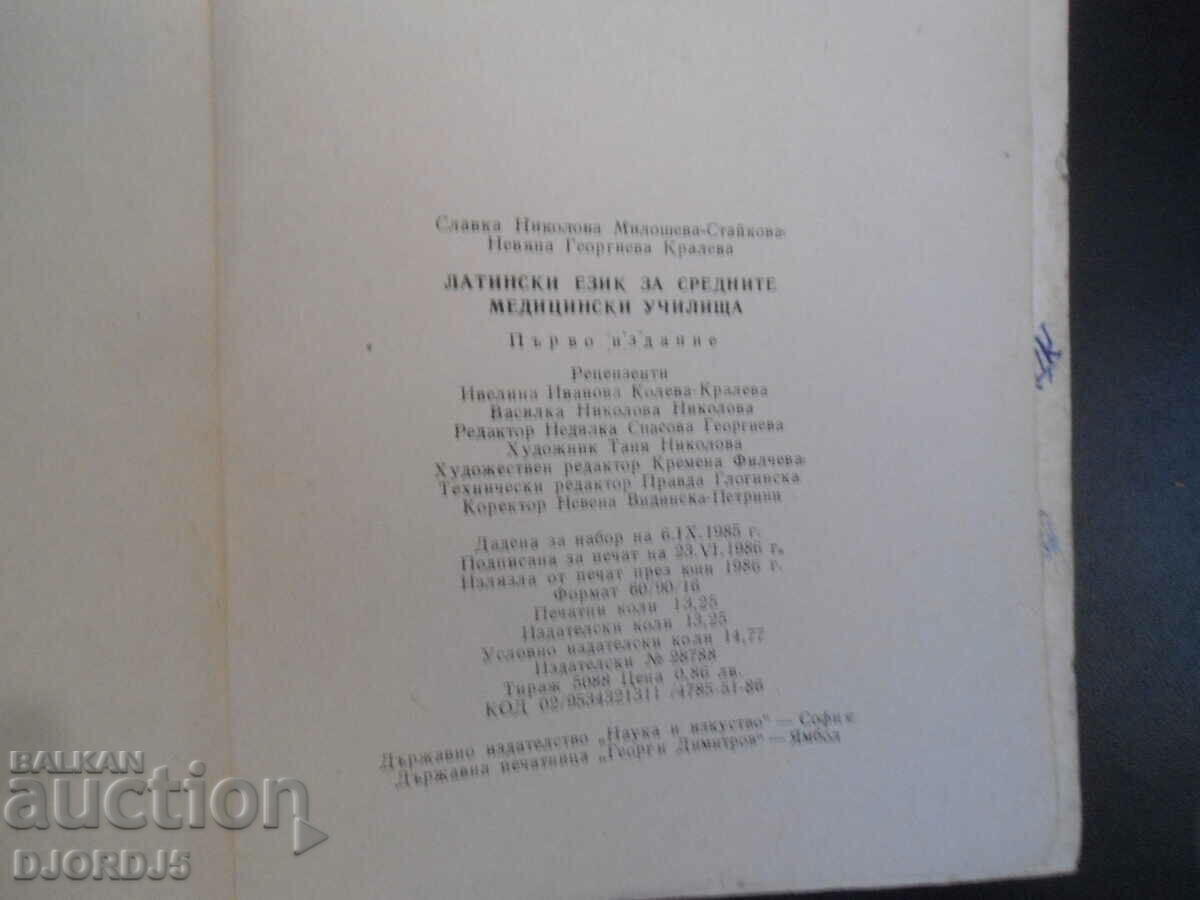 Славка Николова Милошева-Стайкова
Невяна Георгиева Кралева
ЛАТИНСКИ ЕЗИК ЗА СРЕДНИТЕ
МЕДИЦИНСКИ УЧИЛИЩА
Първо издание
Рецензенти
Ивелина Иванова Колева-Кралева
Василка Николова Николова
Редактор Недялка Спасова Георгиева
Художник Таня Николова
Художествен редактор Кремена Филчева
Технически редактор Правда Глогинска
Коректор Невена Видинска-Петрини
Дадена за набор на 6.IX.1985 г.
Подписана за печат на 23.VI.1986 г.
Излязла от печат през юни 1986 г.
Формат 60/90/16
Печатни коли 13,25
Издателски коли 13,25
Условно издателски коли 14,77
Издателски № 28788
Тираж 5088 Цена 0,86 лв.
КОД 02/9534321311 /4785-51-86
Държавно издателство „Наука и изкуство" — София
Държавна печатница „Георги Димитров" — Ямбол
BALKAN
auction
DJORDJ5